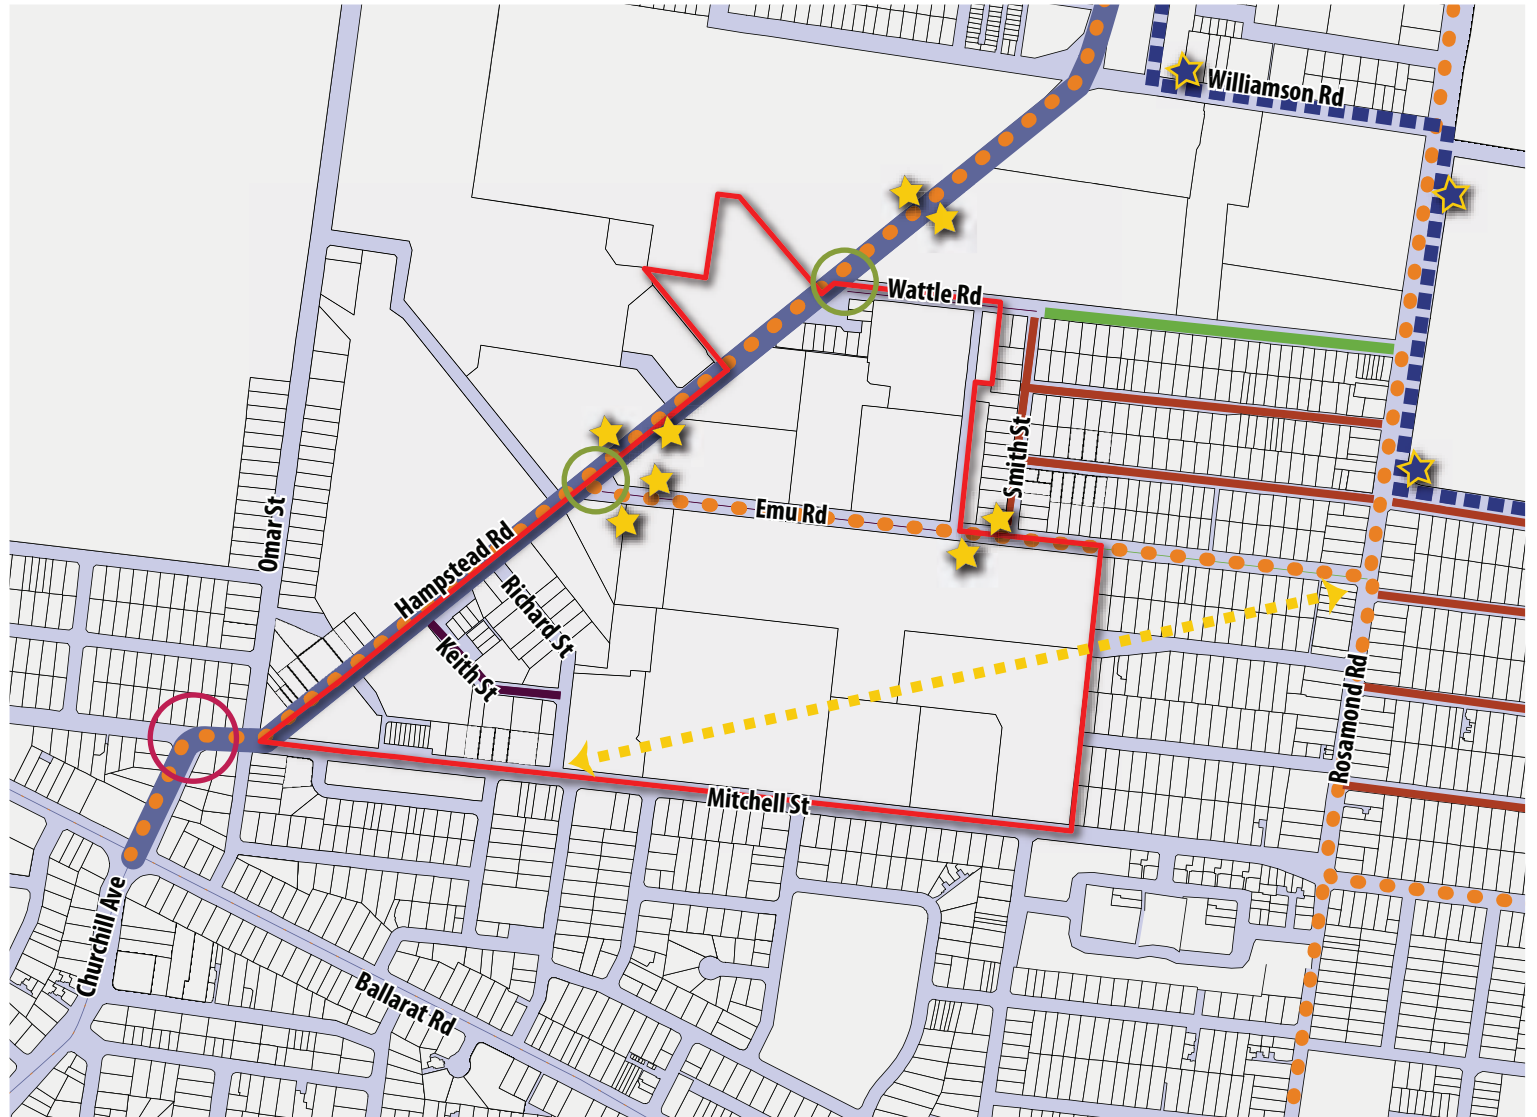 Williamson Rd
Wattle Rd
Smith St
Emu Rd
Omar St
Hampstead Rd
Richard St
Keith St
Rosamond Rd
Mitchell St
Churchill Ave
Ballarat Rd